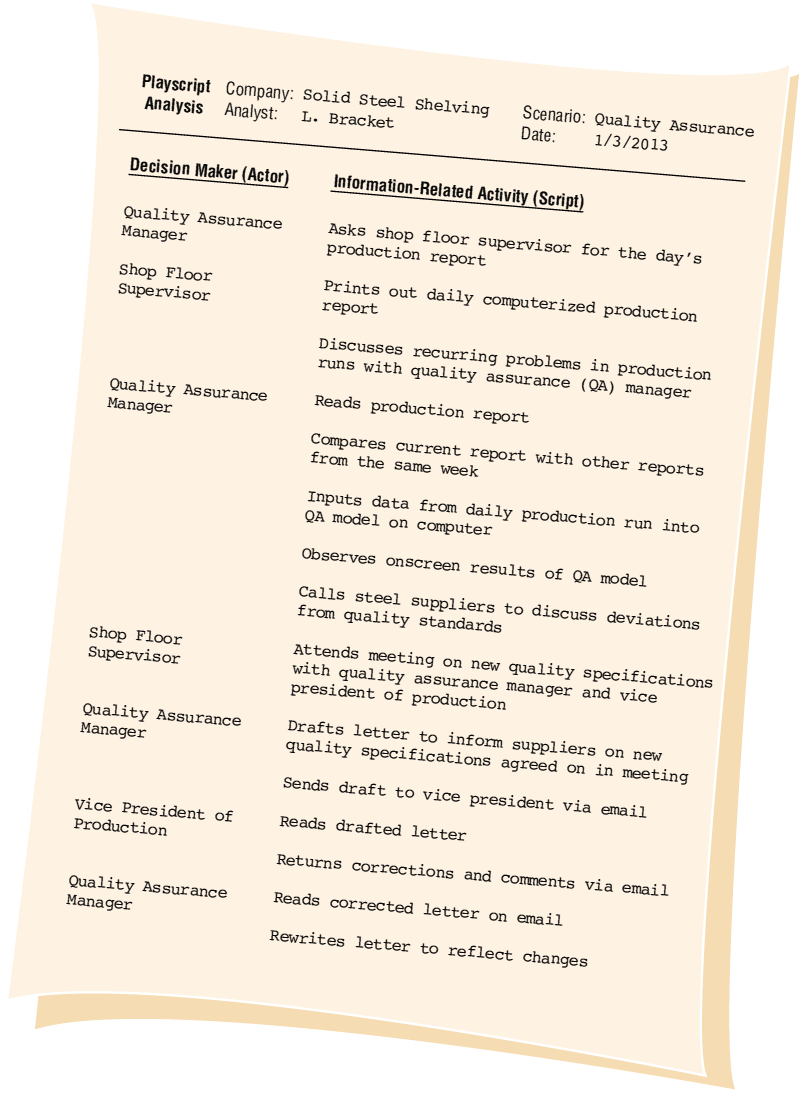 Playscript Analysis
Company: Solid Steel Shelving
Analyst: L. Bracket
Scenario: Quality Assurance
Date: 1/3/2013
Decision Maker (Actor)
Information-Related Activity (Script)
Quality Assurance
Manager
Asks shop floor supervisor for the day's
production report
Shop Floor
Supervisor
Prints out daily computerized production
report
Discusses recurring problems in production
runs with quality assurance (QA) manager
Quality Assurance
Manager
Reads production report
Compares current report with other reports
from the same week
Inputs data from daily production run into
QA model on computer
Observes onscreen results of QA model
Calls steel suppliers to discuss deviations
from quality standards
Shop Floor
Supervisor
Attends meeting on new quality specifications
with quality assurance manager and vice
president of production
Quality Assurance
Manager
Drafts letter to inform suppliers on new
quality specifications agreed on in meeting
Sends draft to vice president via email
Vice President of
Production
Reads drafted letter
Returns corrections and comments via email
Quality Assurance
Manager
Reads corrected letter on email
Rewrites letter to reflect changes